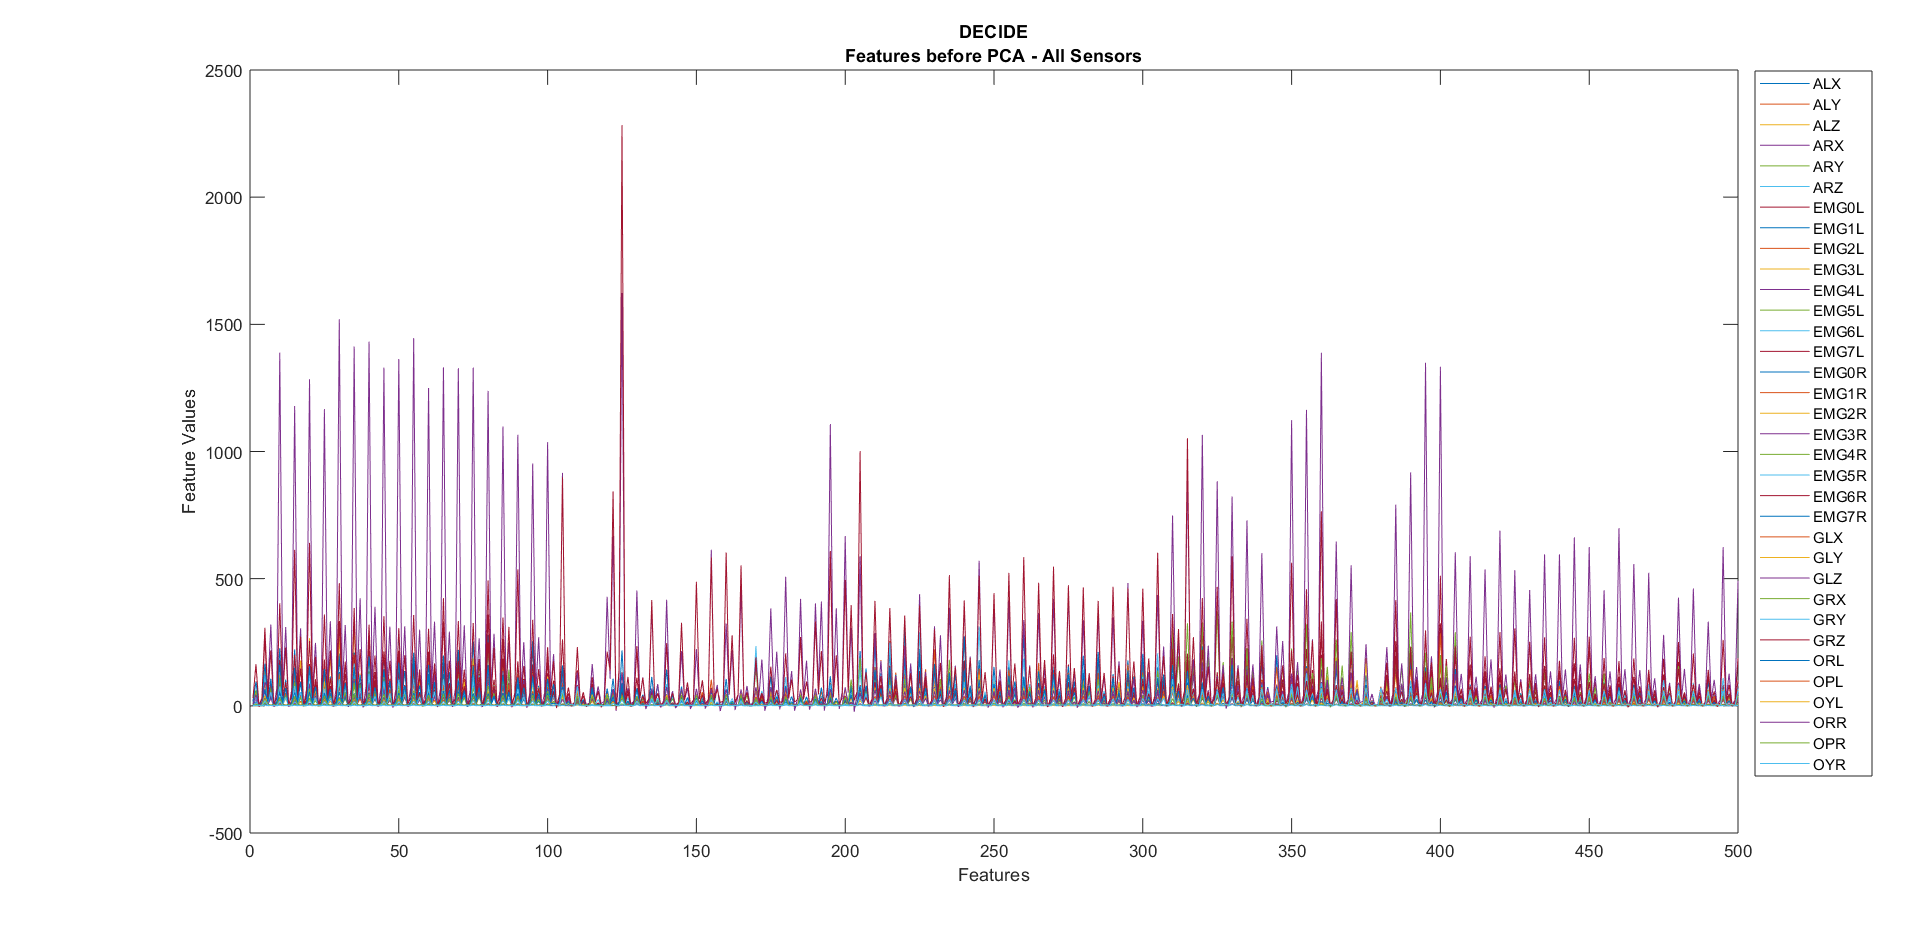 DECIDE
Features before PCA - All Sensors
2500
2000
1500
1000
500
0
-500
Feature Values
0 50 100 150 200 250 300 350 400 450 500
Features
ALX
ALY
ALZ
ARX
ARY
ARZ
EMG0L
EMG1L
EMG2L
EMG3L
EMG4L
EMG5L
EMG6L
EMG7L
EMG0R
EMG1R
EMG2R
EMG3R
EMG4R
EMG5R
EMG6R
EMG7R
GLX
GLY
GLZ
GRX
GRY
GRZ
ORL
OPL
OYL
ORR
OPR
OYR